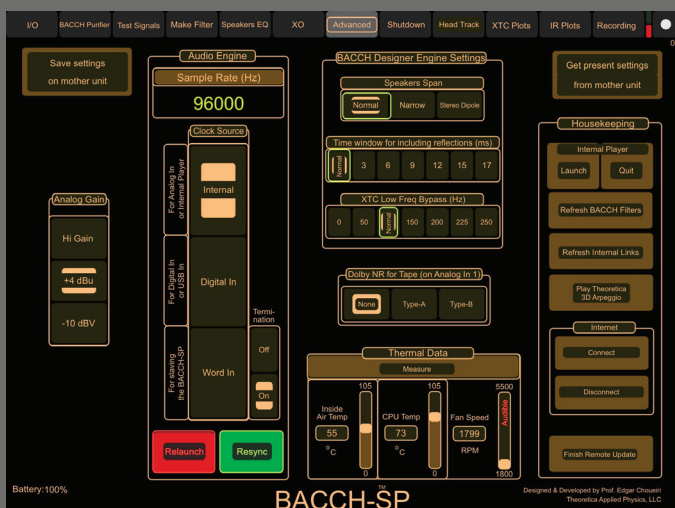 I/O
BACCH Purifier
Test Signals
Make Filter
Speakers EQ
XO
Advanced
Shutdown
Head Track
XTC Plots
IR Plots
Recording
0
Save settings
on mother unit
Audio Engine
Sample Rate (Hz)
96000
Clock Source
For Analog In
or Internal Player
Internal
For Digital In
or USB In
Digital In
For slaving
the BACCH-SP
Word In
Termi-
nation
Off
On
Relaunch
Resync
Analog Gain
Hi Gain
+4 dBu
-10 dBV
BACCH Designer Engine Settings
Speakers Span
Normal
Narrow
Stereo Dipole
Time window for including reflections (ms)
Normal
3
6
9
12
15
17
XTC Low Freq Bypass (Hz)
0
50
Normal
150
200
225
250
Dolby NR for Tape (on Analog In 1)
None
Type-A
Type-B
Thermal Data
Measure
Inside
Air Temp
55
°C
105
0
CPU Temp
73
°C
105
0
Fan Speed
1799
RPM
5500
Audible
1800
Get present settings
from mother unit
Housekeeping
Internal Player
Launch
Quit
Refresh BACCH Filters
Refresh Internal Links
Play Theoretica
3D Arpeggio
Internet
Connect
Disconnect
Finish Remote Update
Battery:100%
BACCH-SP™
Designed & Developed by Prof. Edgar Choueiri
Theoretica Applied Physics, LLC